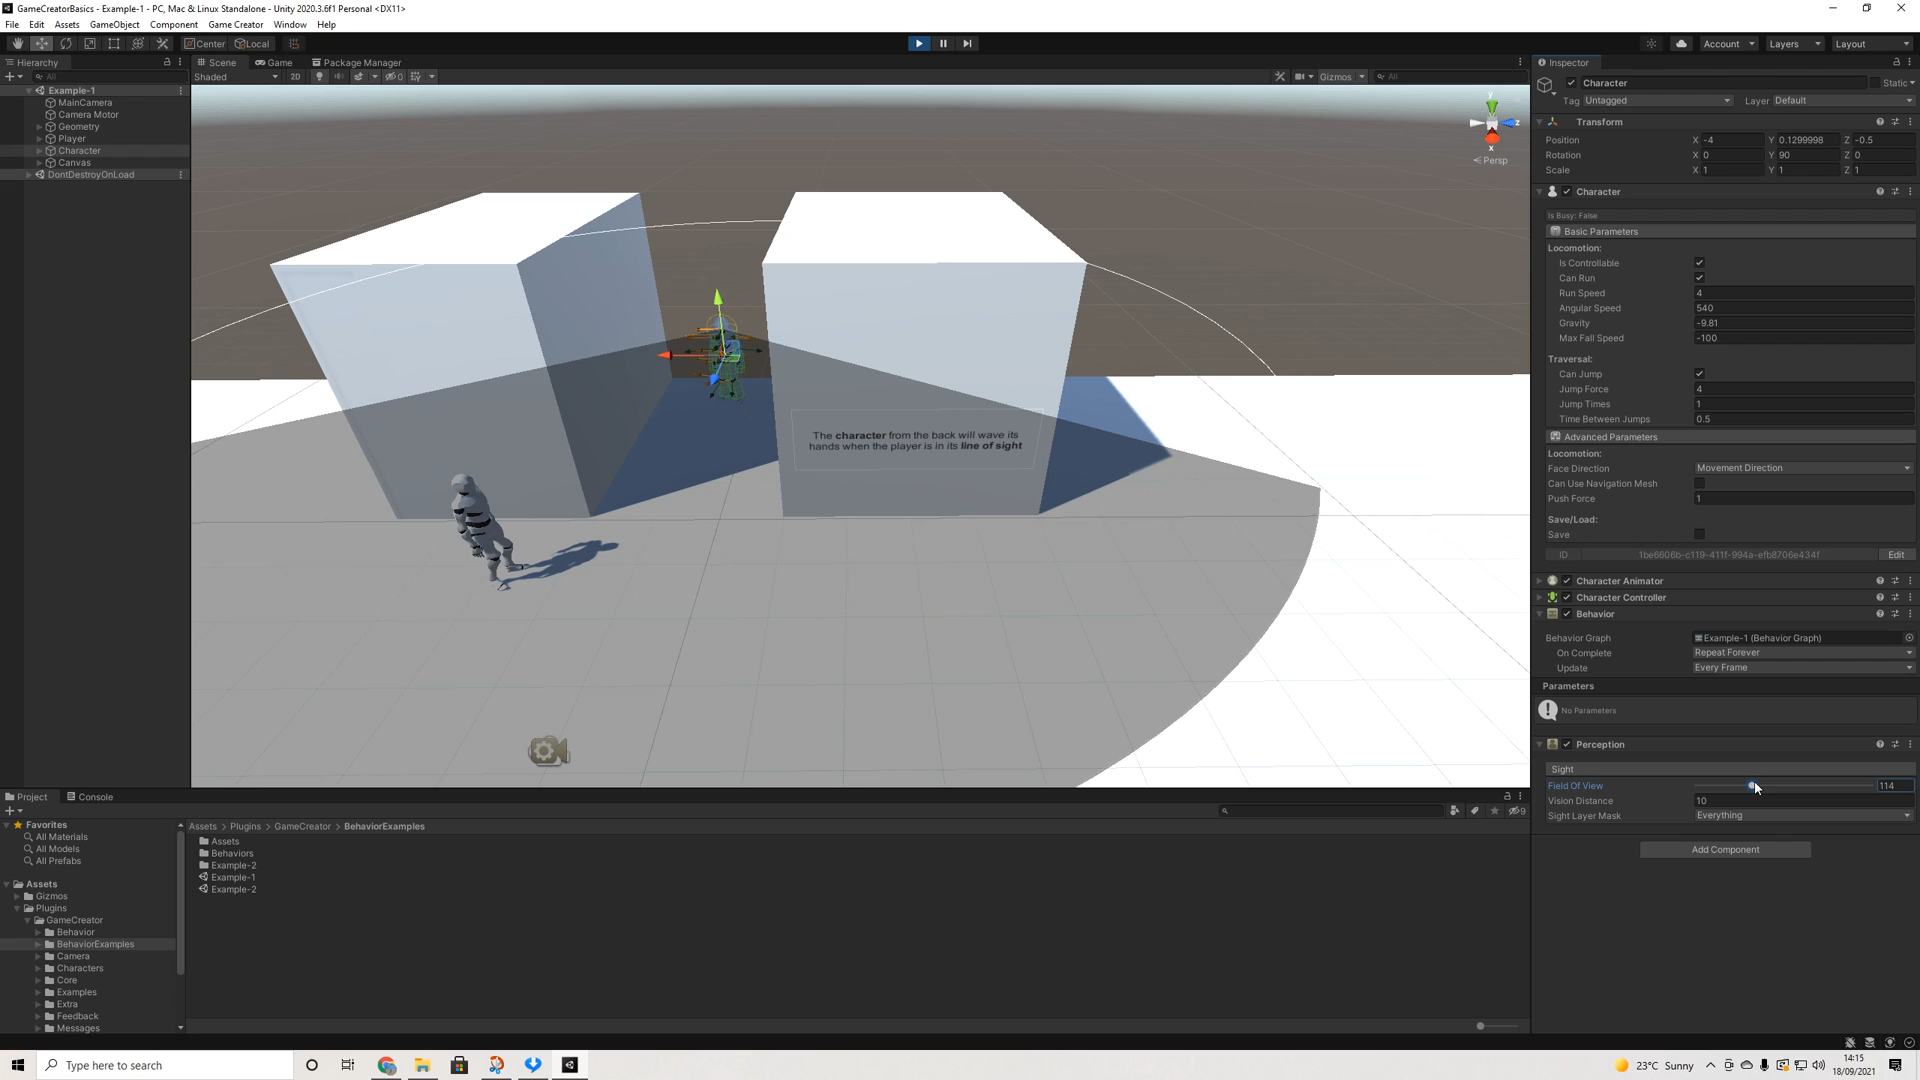 GameCreatorBasics - Example-1 - PC, Mac & Linux Standalone - Unity 2020.3.6f1 Personal <DX11>
File Edit Assets GameObject Component Game Creator Window Help
Center Local Account Layers Layout
Hierarchy
All
Example-1
MainCamera
Camera Motor
Geometry
Player
Character
Canvas
DontDestroyOnLoad
Scene Game Package Manager
Shaded 2D 0 Gizmos All
y
z
x
Persp
The character from the back will wave its
hands when the player is in its line of sight
Inspector
Character Static
Tag Untagged Layer Default
Transform
Position X -4 Y 0.1299998 Z -0.5
Rotation X 0 Y 90 Z 0
Scale X 1 Y 1 Z 1
Character
Is Busy: False
Basic Parameters
Locomotion:
Is Controllable
Can Run
Run Speed 4
Angular Speed 540
Gravity -9.81
Max Fall Speed -100
Traversal:
Can Jump
Jump Force 4
Jump Times 1
Time Between Jumps 0.5
Advanced Parameters
Locomotion:
Face Direction Movement Direction
Can Use Navigation Mesh
Push Force 1
Save/Load:
Save
ID 1be6606b-c119-411f-994a-efb8706e434f Edit
Character Animator
Character Controller
Behavior
Behavior Graph Example-1 (Behavior Graph)
On Complete Repeat Forever
Update Every Frame
Parameters
No Parameters
Perception
Sight
Field Of View 114
Vision Distance 10
Sight Layer Mask Everything
Add Component
Project Console
9
Favorites
All Materials
All Models
All Prefabs
Assets
Gizmos
Plugins
GameCreator
Behavior
BehaviorExamples
Camera
Characters
Core
Examples
Extra
Feedback
Messages
Assets > Plugins > GameCreator > BehaviorExamples
Assets
Behaviors
Example-2
Example-1
Example-2
Type here to search
23°C Sunny
14:15
18/09/2021